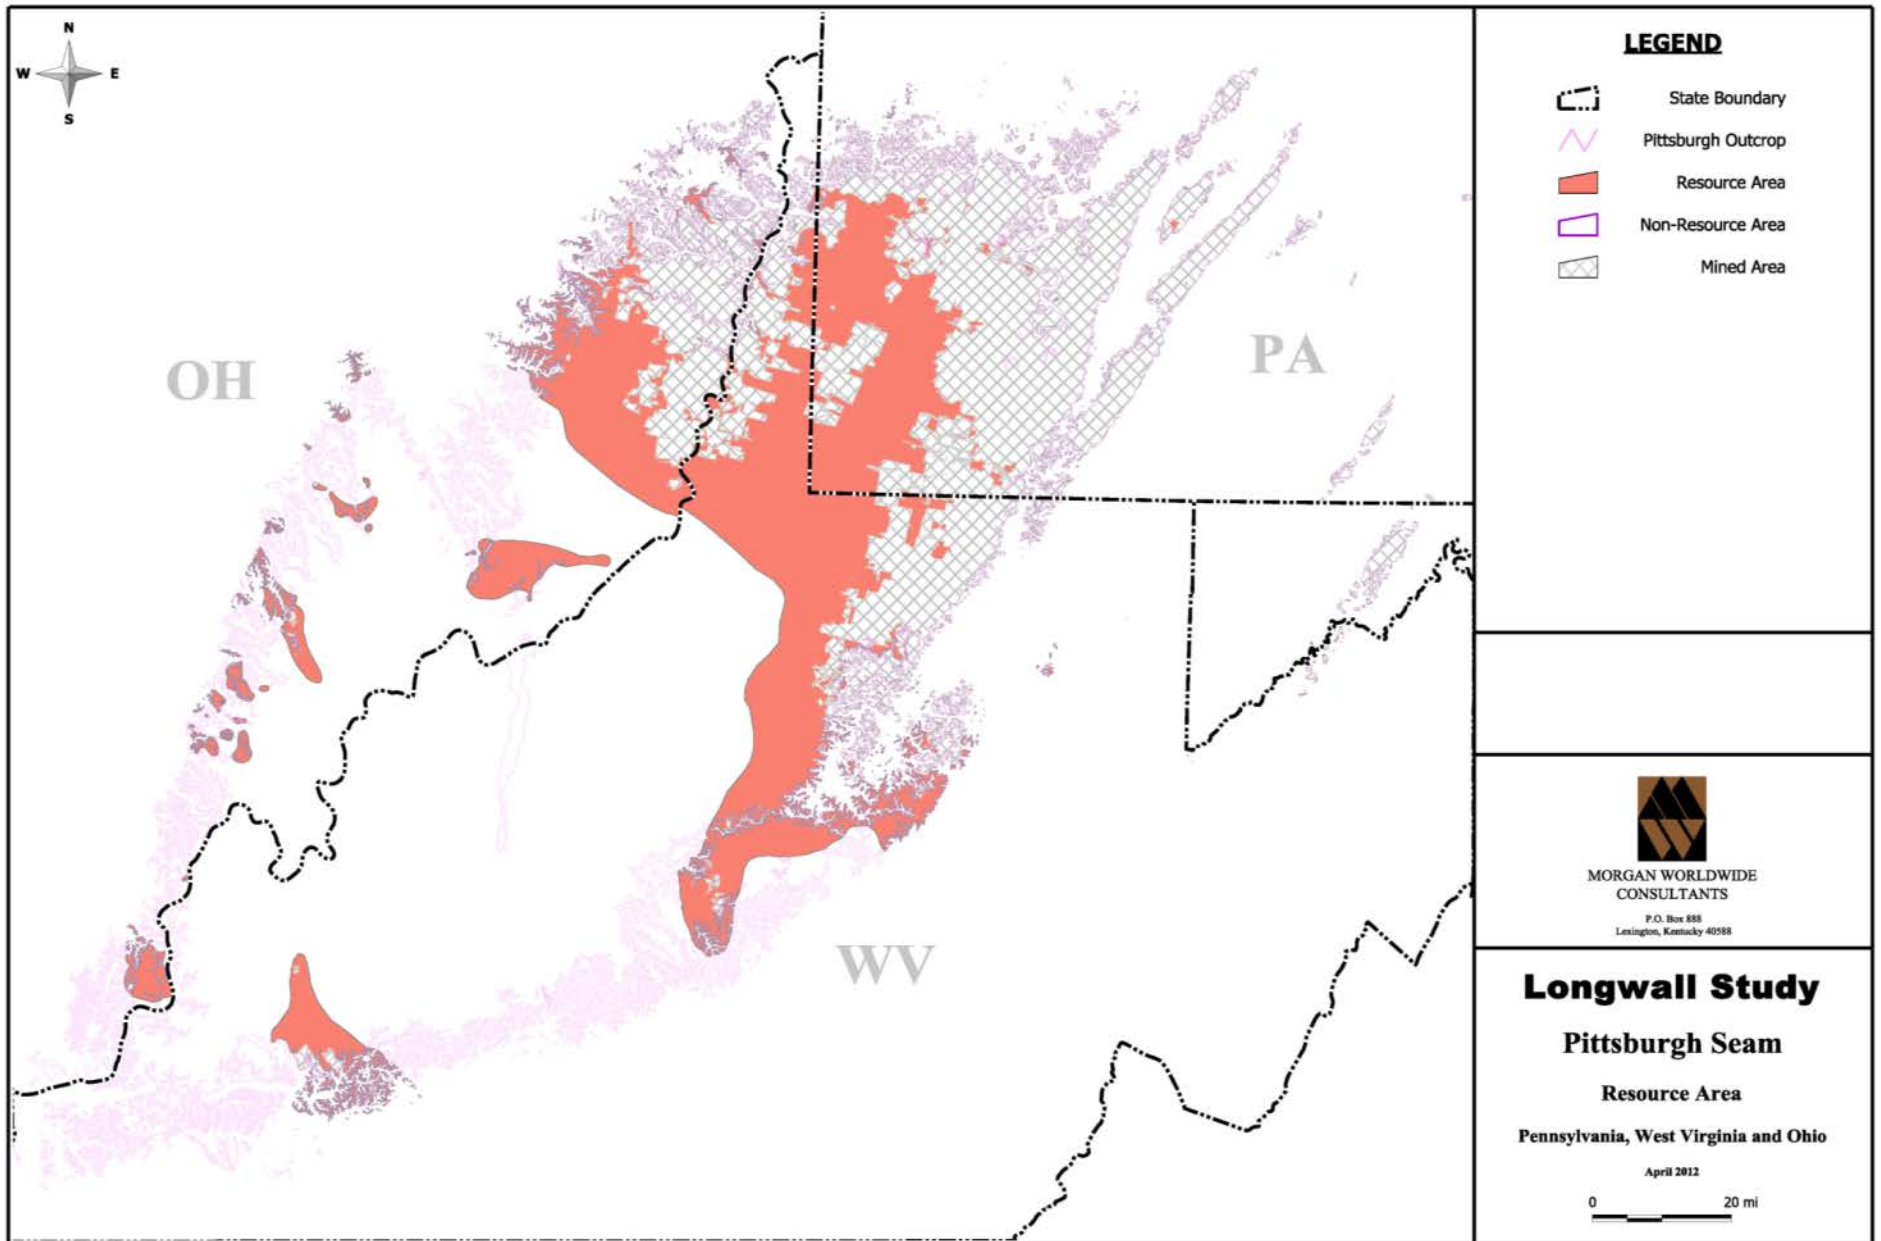 N
W E
S
OH
PA
WV
LEGEND
State Boundary
Pittsburgh Outcrop
Resource Area
Non-Resource Area
Mined Area
MORGAN WORLDWIDE
CONSULTANTS
P.O. Box 888
Lexington, Kentucky 40588
Longwall Study
Pittsburgh Seam
Resource Area
Pennsylvania, West Virginia and Ohio
April 2012
0 20 mi